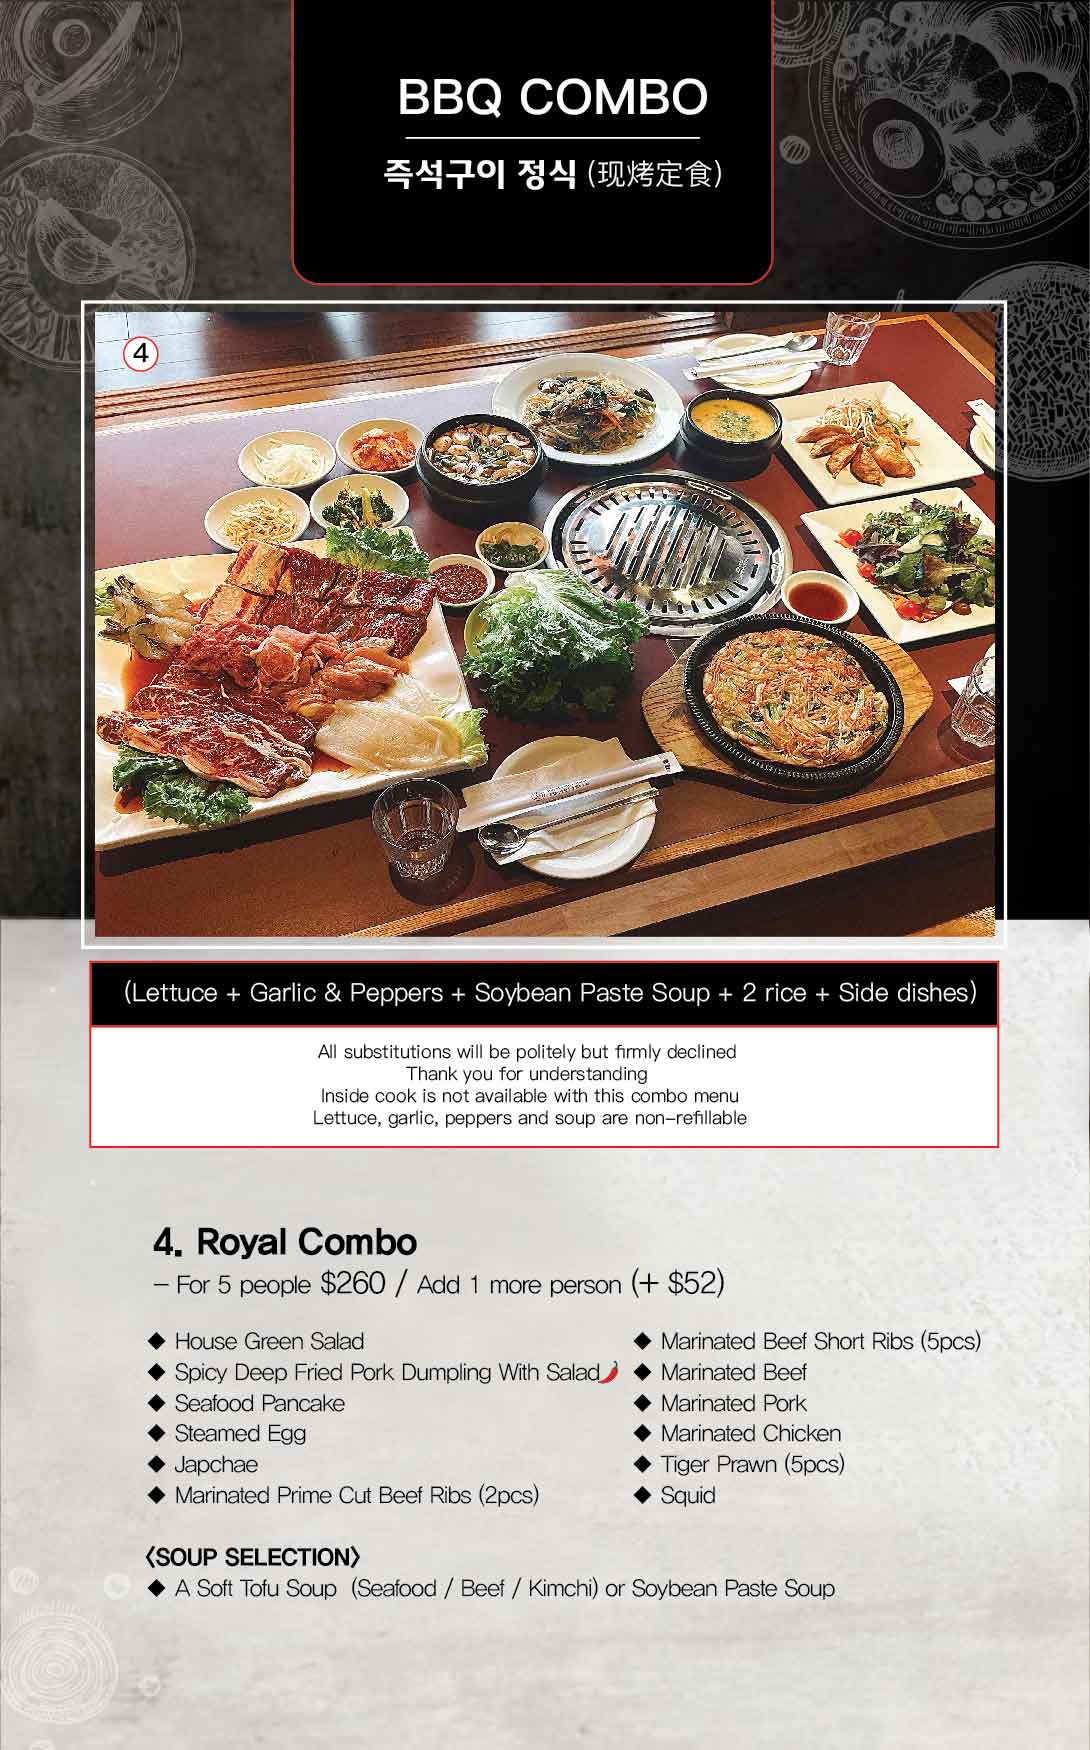 BBQ COMBO
즉석구이 정식 (现烤定食)
4
(Lettuce + Garlic & Peppers + Soybean Paste Soup + 2 rice + Side dishes)
All substitutions will be politely but firmly declined
Thank you for understanding
Inside cook is not available with this combo menu
Lettuce, garlic, peppers and soup are non-refillable
4. Royal Combo
- For 5 people $260 / Add 1 more person (+ $52)
◆ House Green Salad
◆ Spicy Deep Fried Pork Dumpling With Salad
◆ Seafood Pancake
◆ Steamed Egg
◆ Japchae
◆ Marinated Prime Cut Beef Ribs (2pcs)
◆ Marinated Beef Short Ribs (5pcs)
◆ Marinated Beef
◆ Marinated Pork
◆ Marinated Chicken
◆ Tiger Prawn (5pcs)
◆ Squid
〈SOUP SELECTION〉
◆ A Soft Tofu Soup (Seafood / Beef / Kimchi) or Soybean Paste Soup